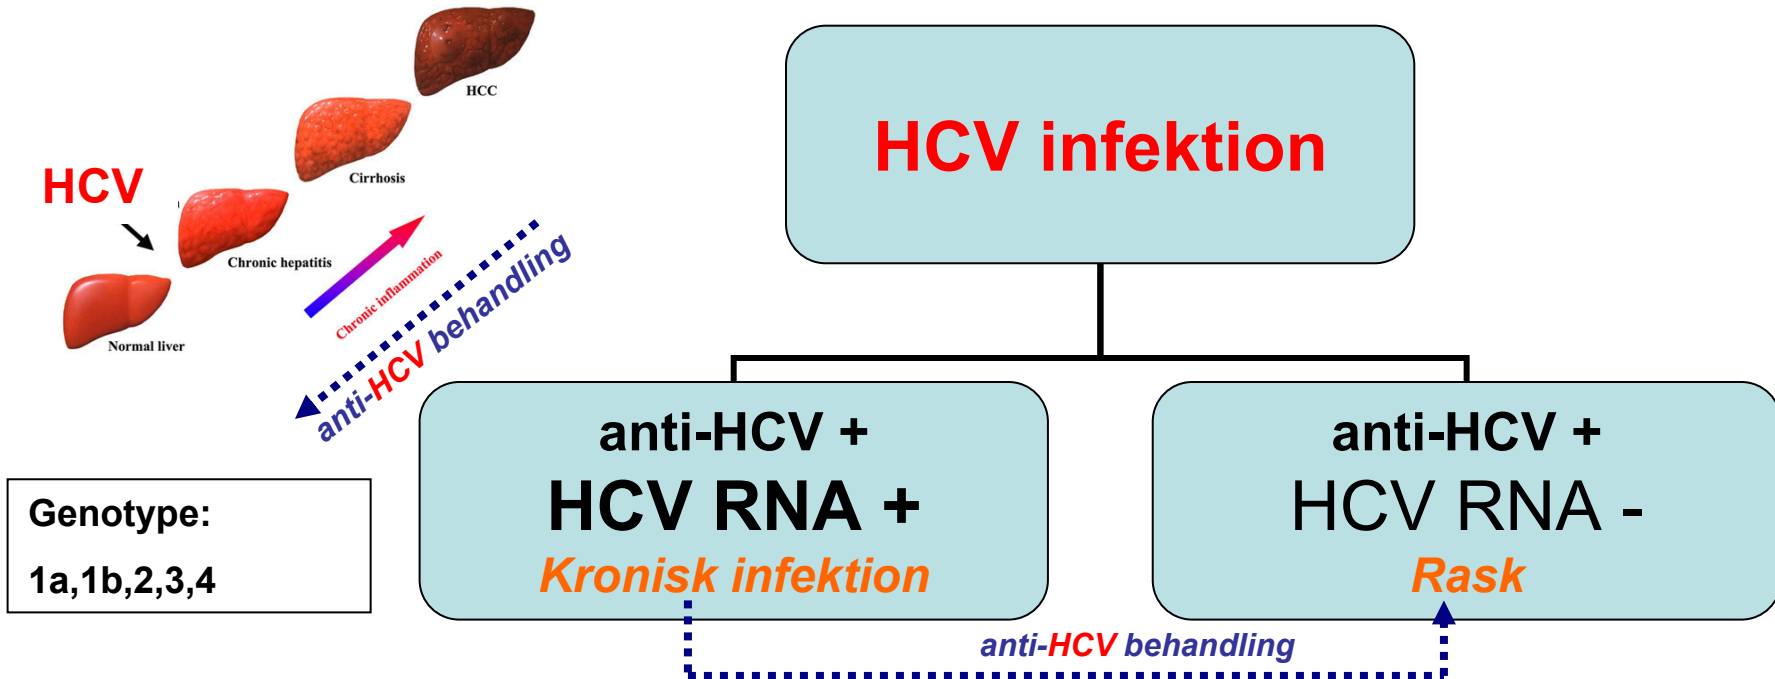 HCC
Cirrhosis
HCV
Chronic hepatitis
Normal liver
Chronic inflammation
anti-HCV behandling
Genotype:
1a,1b,2,3,4
HCV infektion
anti-HCV +
HCV RNA +
Kronisk infektion
anti-HCV +
HCV RNA -
Rask
anti-HCV behandling